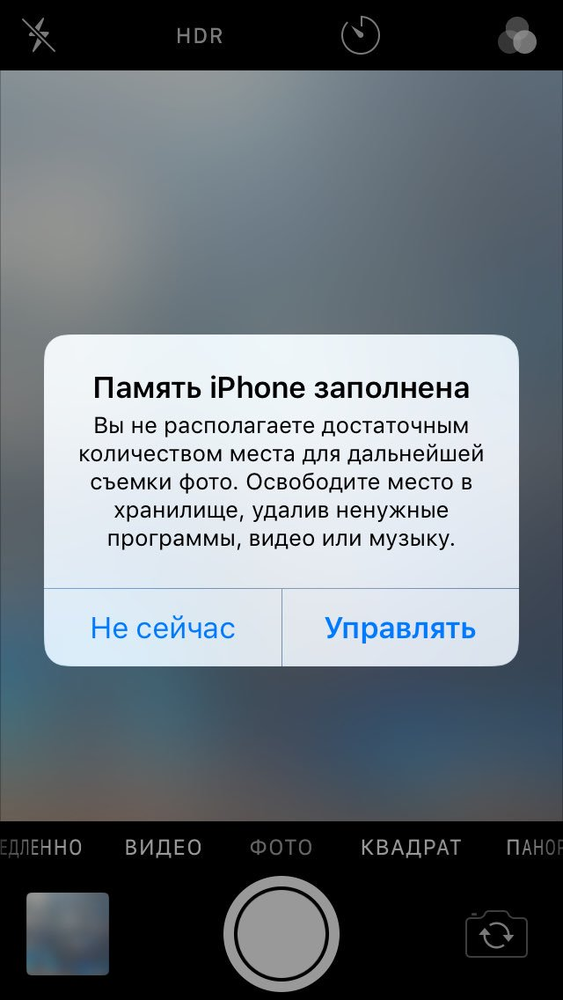 HDR
Память iPhone заполнена
Вы не располагаете достаточным
количеством места для дальнейшей
съемки фото. Освободите место в
хранилище, удалив ненужные
программы, видео или музыку.
Не сейчас Управлять
ЕДЛЕННО ВИДЕО ФОТО КВАДРАТ ПАНОР